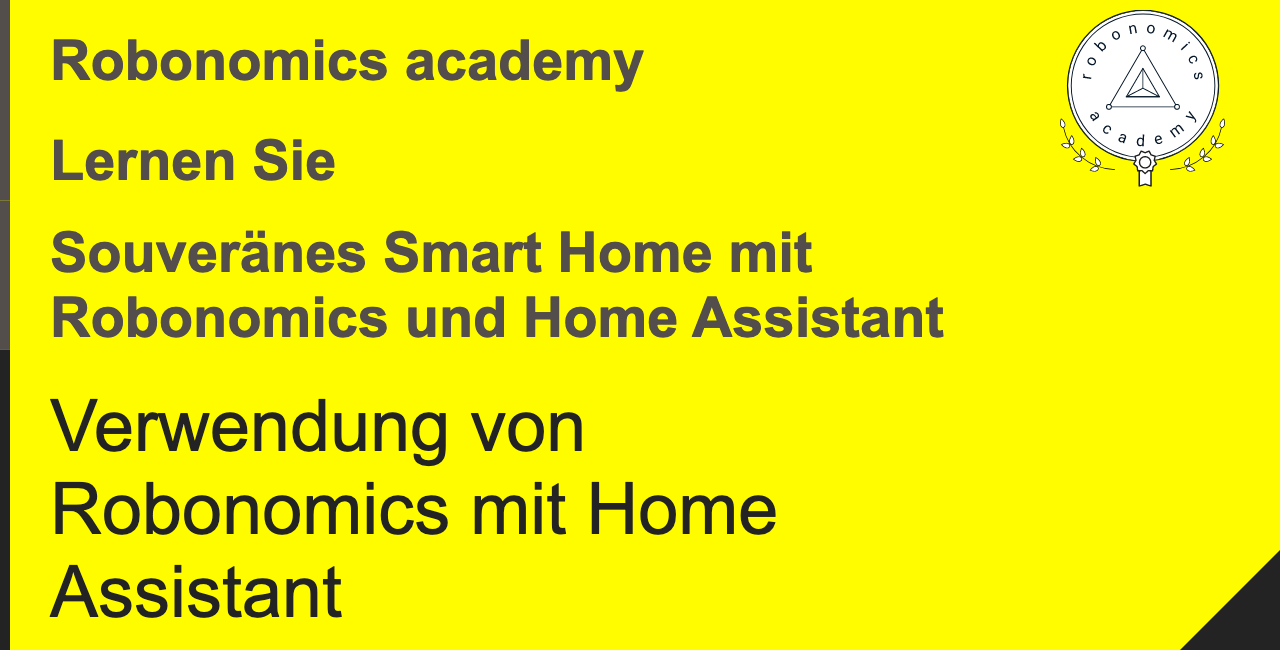 Robonomics academy
robonomics
academy
Lernen Sie
Souveränes Smart Home mit
Robonomics und Home Assistant
Verwendung von
Robonomics mit Home
Assistant